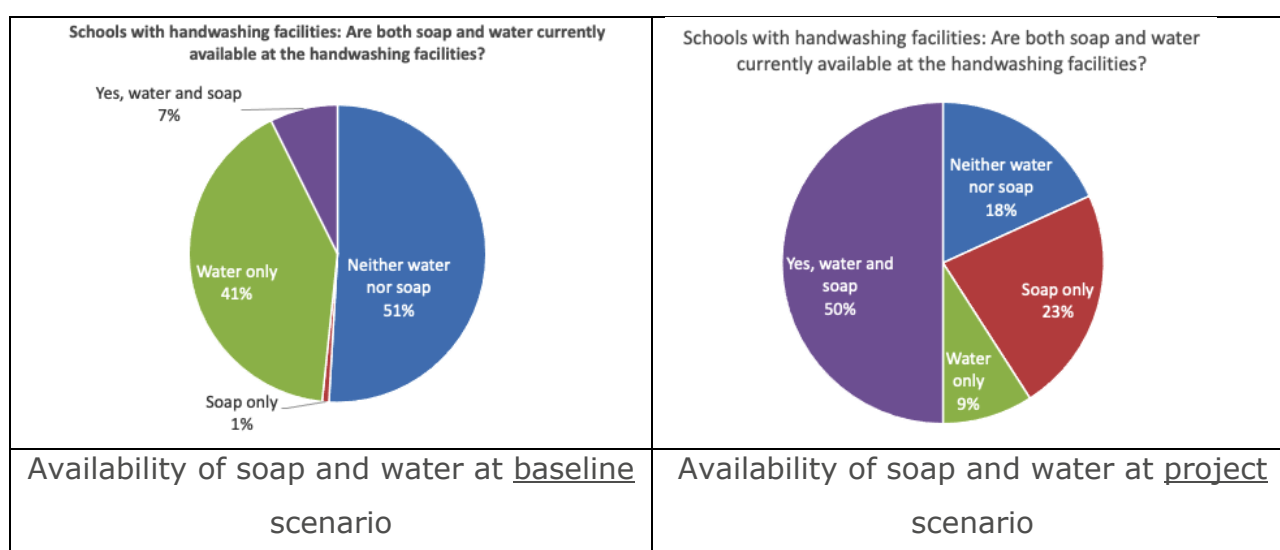 Schools with handwashing facilities: Are both soap and water currently
available at the handwashing facilities?
Yes, water and soap
7%
Water only
41%
Neither water
nor soap
51%
Soap only
1%
Schools with handwashing facilities: Are both soap and water
currently available at the handwashing facilities?
Neither water
nor soap
18%
Yes, water and
soap
50%
Soap only
23%
Water
only
9%
Availability of soap and water at baseline
scenario
Availability of soap and water at project
scenario